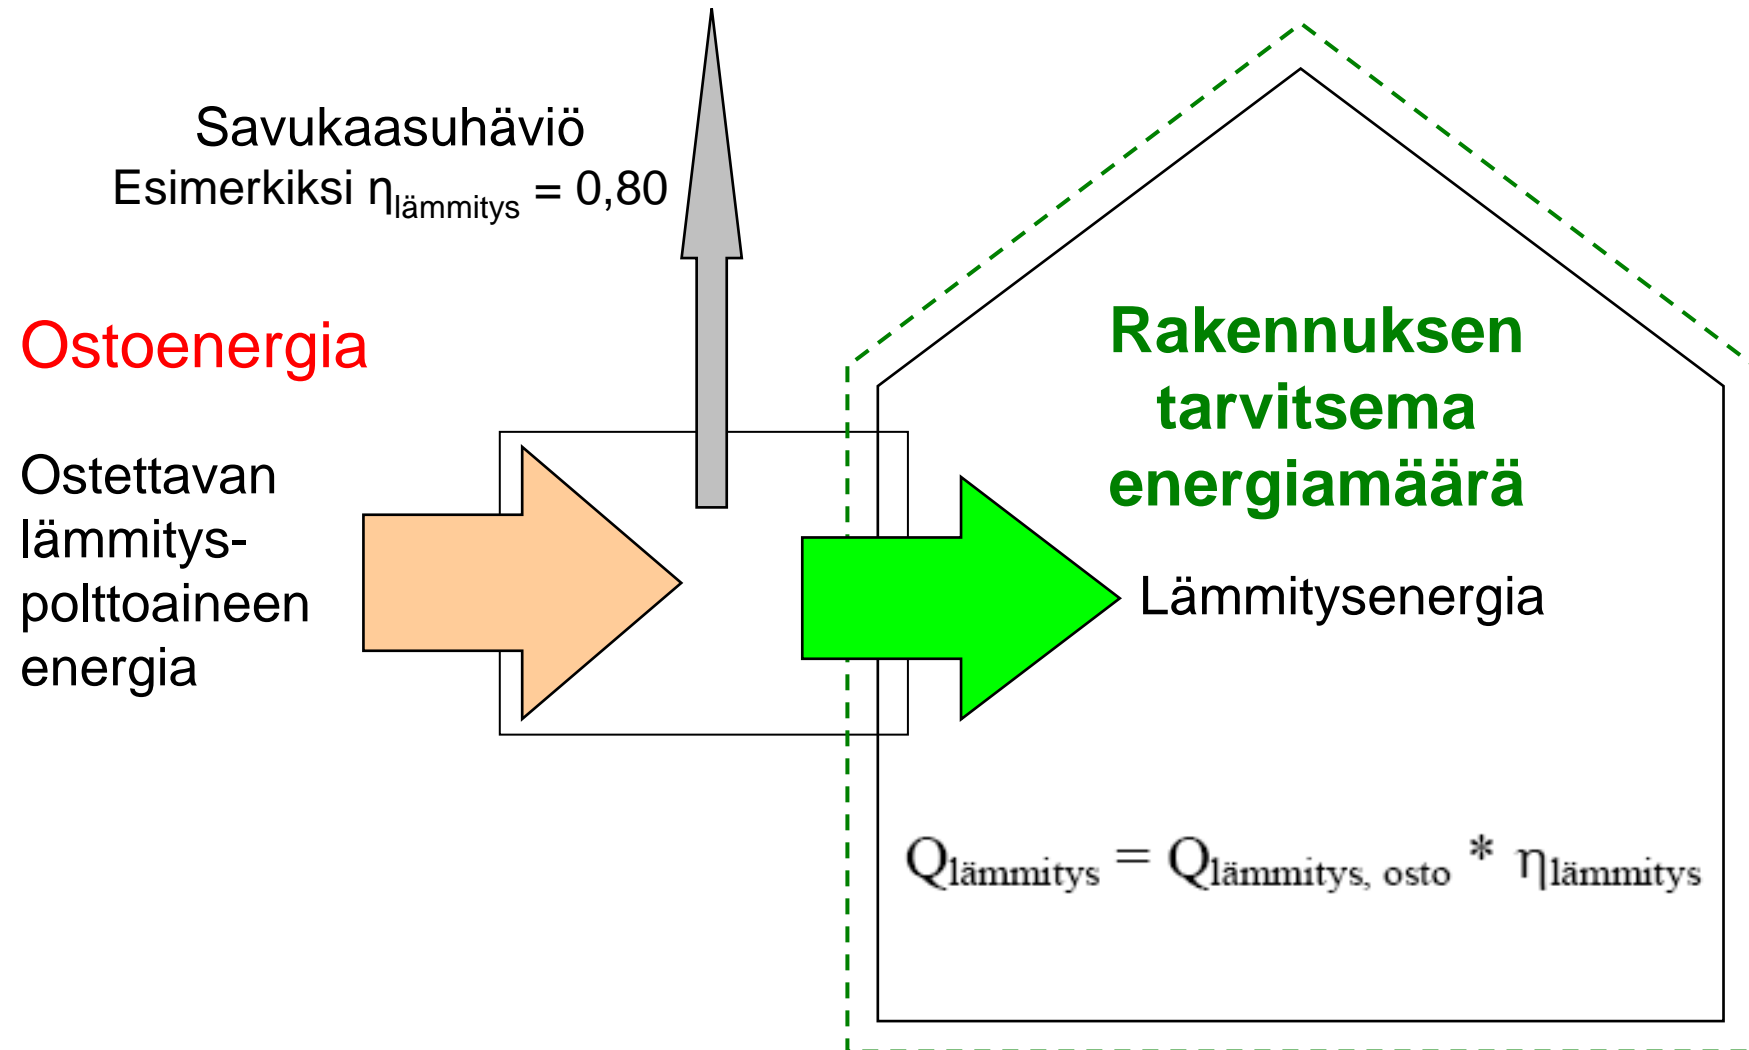 Savukaasuhäviö
Esimerkiksi ηlämmitys = 0,80
Ostoenergia
Ostettavan
lämmitys-
polttoaineen
energia
Rakennuksen
tarvitsema
energiamäärä
Lämmitysenergia
Qlämmitys = Qlämmitys, osto * ηlämmitys